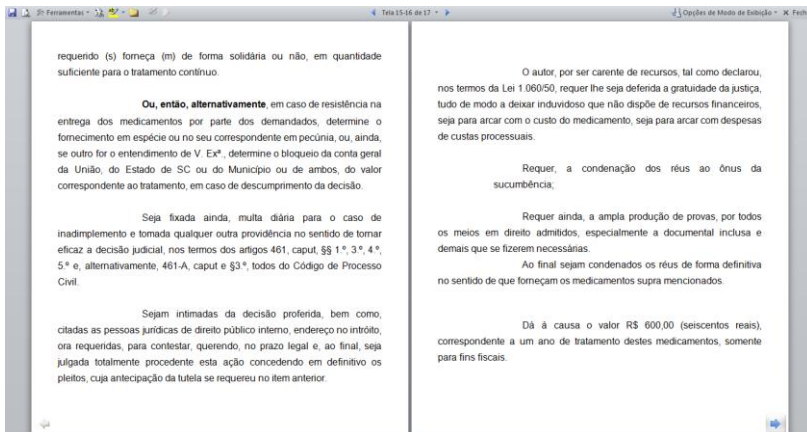 Ferramentas
Tela 15-16 de 17
Opções de Modo de Exibição
X Fech
requerido (s) forneça (m) de forma solidária ou não, em quantidade
suficiente para o tratamento contínuo.
Ou, então, alternativamente, em caso de resistência na
entrega dos medicamentos por parte dos demandados, determine o
fornecimento em espécie ou no seu correspondente em pecúnia, ou, ainda,
se outro for o entendimento de V. Exª., determine o bloqueio da conta geral
da União, do Estado de SC ou do Município ou de ambos, do valor
correspondente ao tratamento, em caso de descumprimento da decisão.
Seja fixada ainda, multa diária para o caso de
inadimplemento e tomada qualquer outra providência no sentido de tornar
eficaz a decisão judicial, nos termos dos artigos 461, caput, §§ 1.º, 3.º, 4.º,
5.º e, alternativamente, 461-A, caput e §3.º, todos do Código de Processo
Civil.
Sejam intimadas da decisão proferida, bem como,
citadas as pessoas jurídicas de direito público interno, endereço no intróito,
ora requeridas, para contestar, querendo, no prazo legal e, ao final, seja
julgada totalmente procedente esta ação concedendo em definitivo os
pleitos, cuja antecipação da tutela se requereu no item anterior.
O autor, por ser carente de recursos, tal como declarou,
nos termos da Lei 1.060/50, requer lhe seja deferida a gratuidade da justiça,
tudo de modo a deixar induvidoso que não dispõe de recursos financeiros,
seja para arcar com o custo do medicamento, seja para arcar com despesas
de custas processuais.
Requer, a condenação dos réus ao ônus da
sucumbência;
Requer ainda, a ampla produção de provas, por todos
os meios em direito admitidos, especialmente a documental inclusa e
demais que se fizerem necessárias.
Ao final sejam condenados os réus de forma definitiva
no sentido de que forneçam os medicamentos supra mencionados.
Dá á causa o valor R$ 600,00 (seiscentos reais),
correspondente a um ano de tratamento destes medicamentos, somente
para fins fiscais.